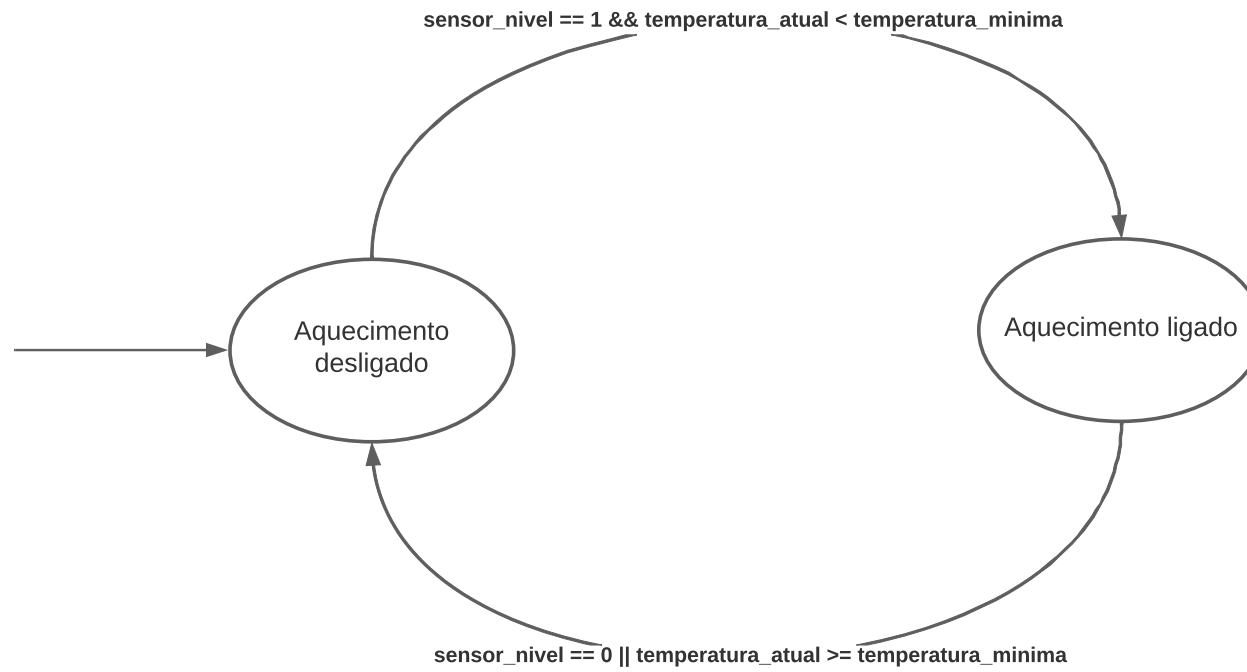 sensor_nivel == 1 && temperatura_atual < temperatura_minima
Aquecimento
desligado
Aquecimento ligado
sensor_nivel == 0 || temperatura_atual >= temperatura_minima